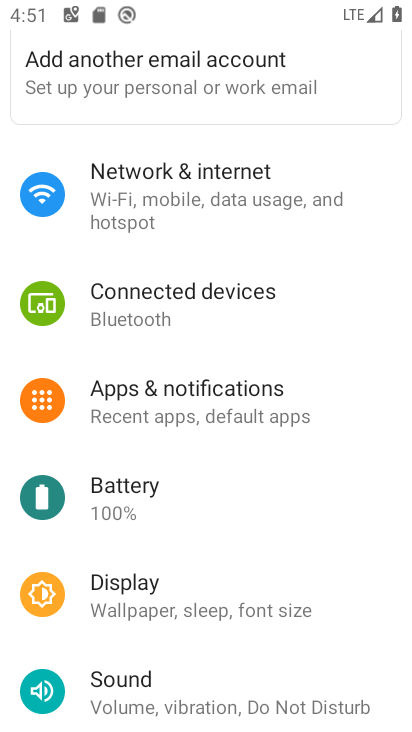 4:51
LTE
Add another email account
Set up your personal or work email
Network & internet
Wi-Fi, mobile, data usage, and
hotspot
Connected devices
Bluetooth
Apps & notifications
Recent apps, default apps
Battery
100%
Display
Wallpaper, sleep, font size
Sound
Volume, vibration, Do Not Disturb